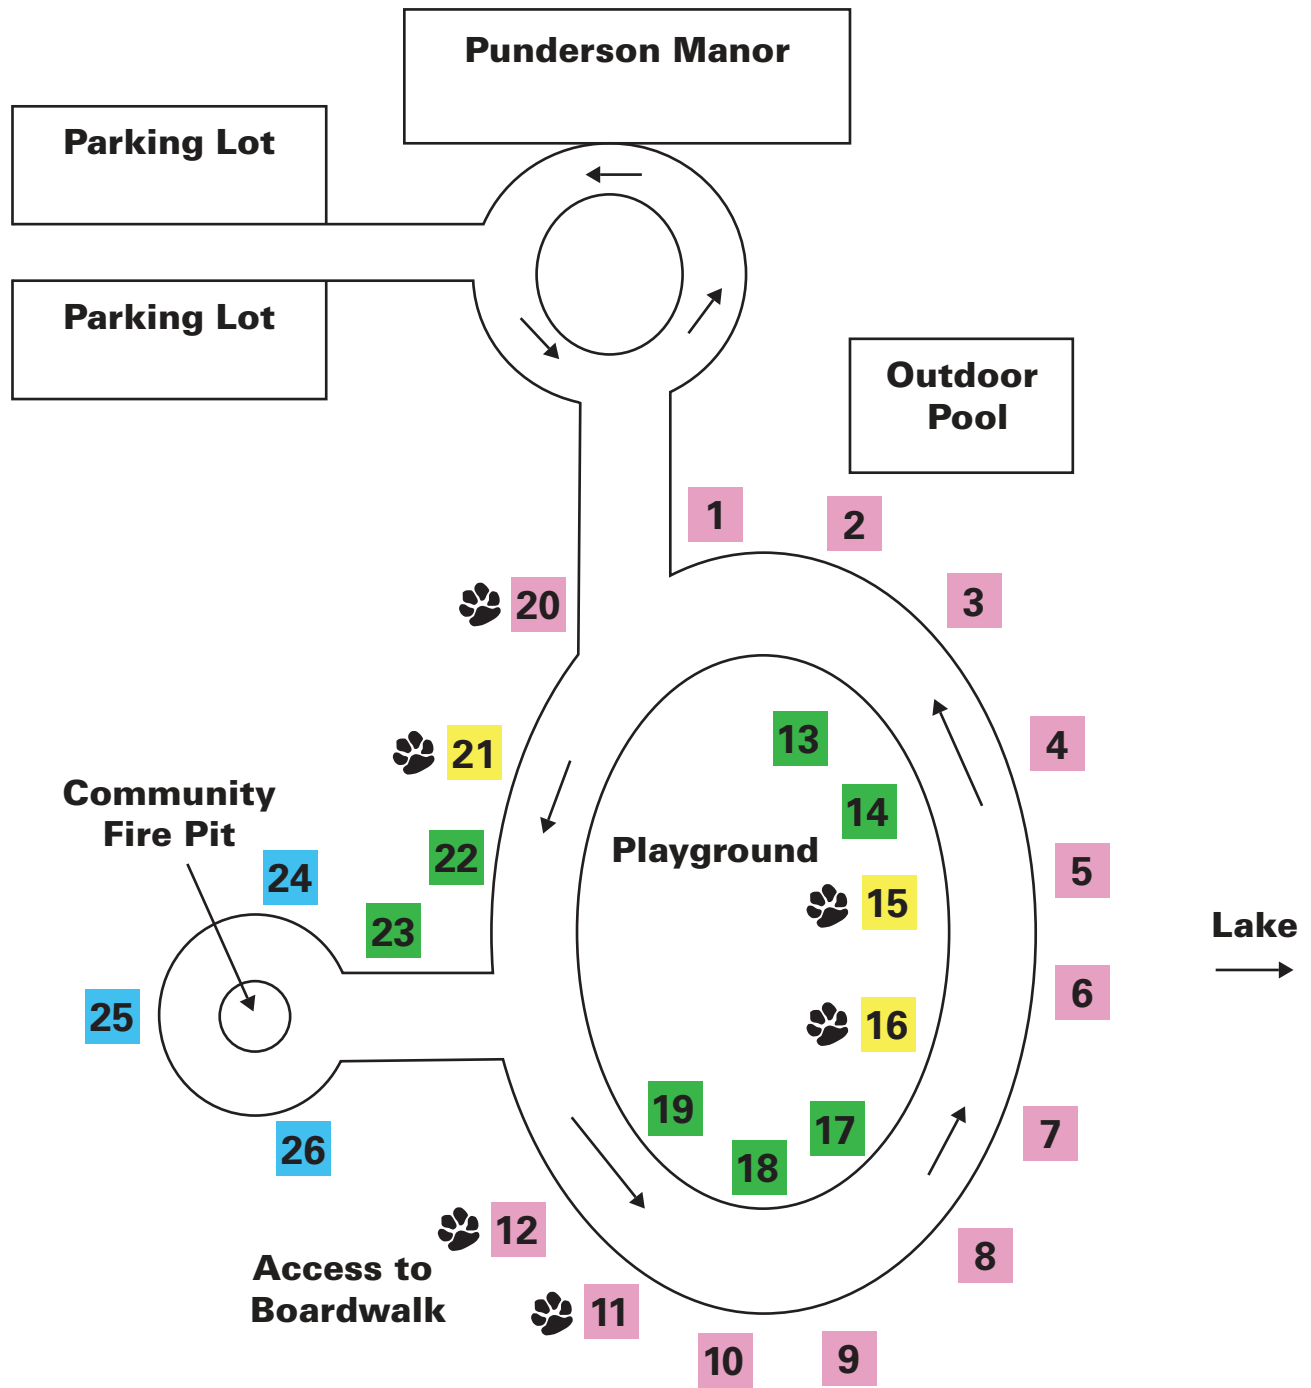 Punderson Manor
Parking Lot
Parking Lot
Outdoor
Pool
1
2
3
20
4
13
21
14
Community
Fire Pit
22
Playground
5
24
15
23
Lake
6
25
16
19
17
7
26
18
12
8
Access to
Boardwalk
11
10
9